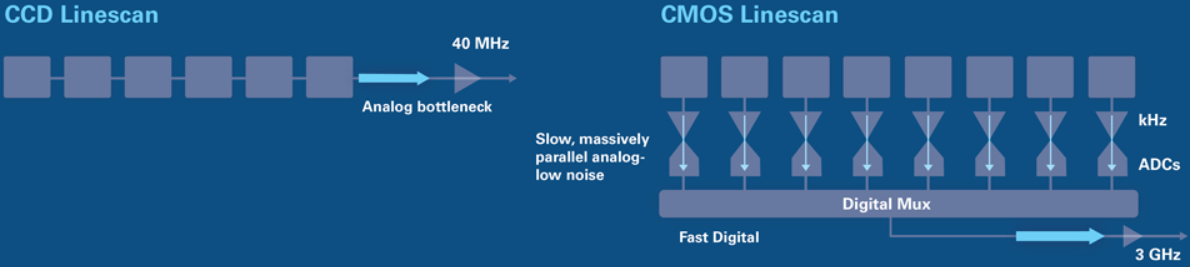 CCD Linescan
40 MHz
Analog bottleneck
CMOS Linescan
Slow, massively
parallel analog-
low noise
kHz
ADCs
Digital Mux
Fast Digital
3 GHz